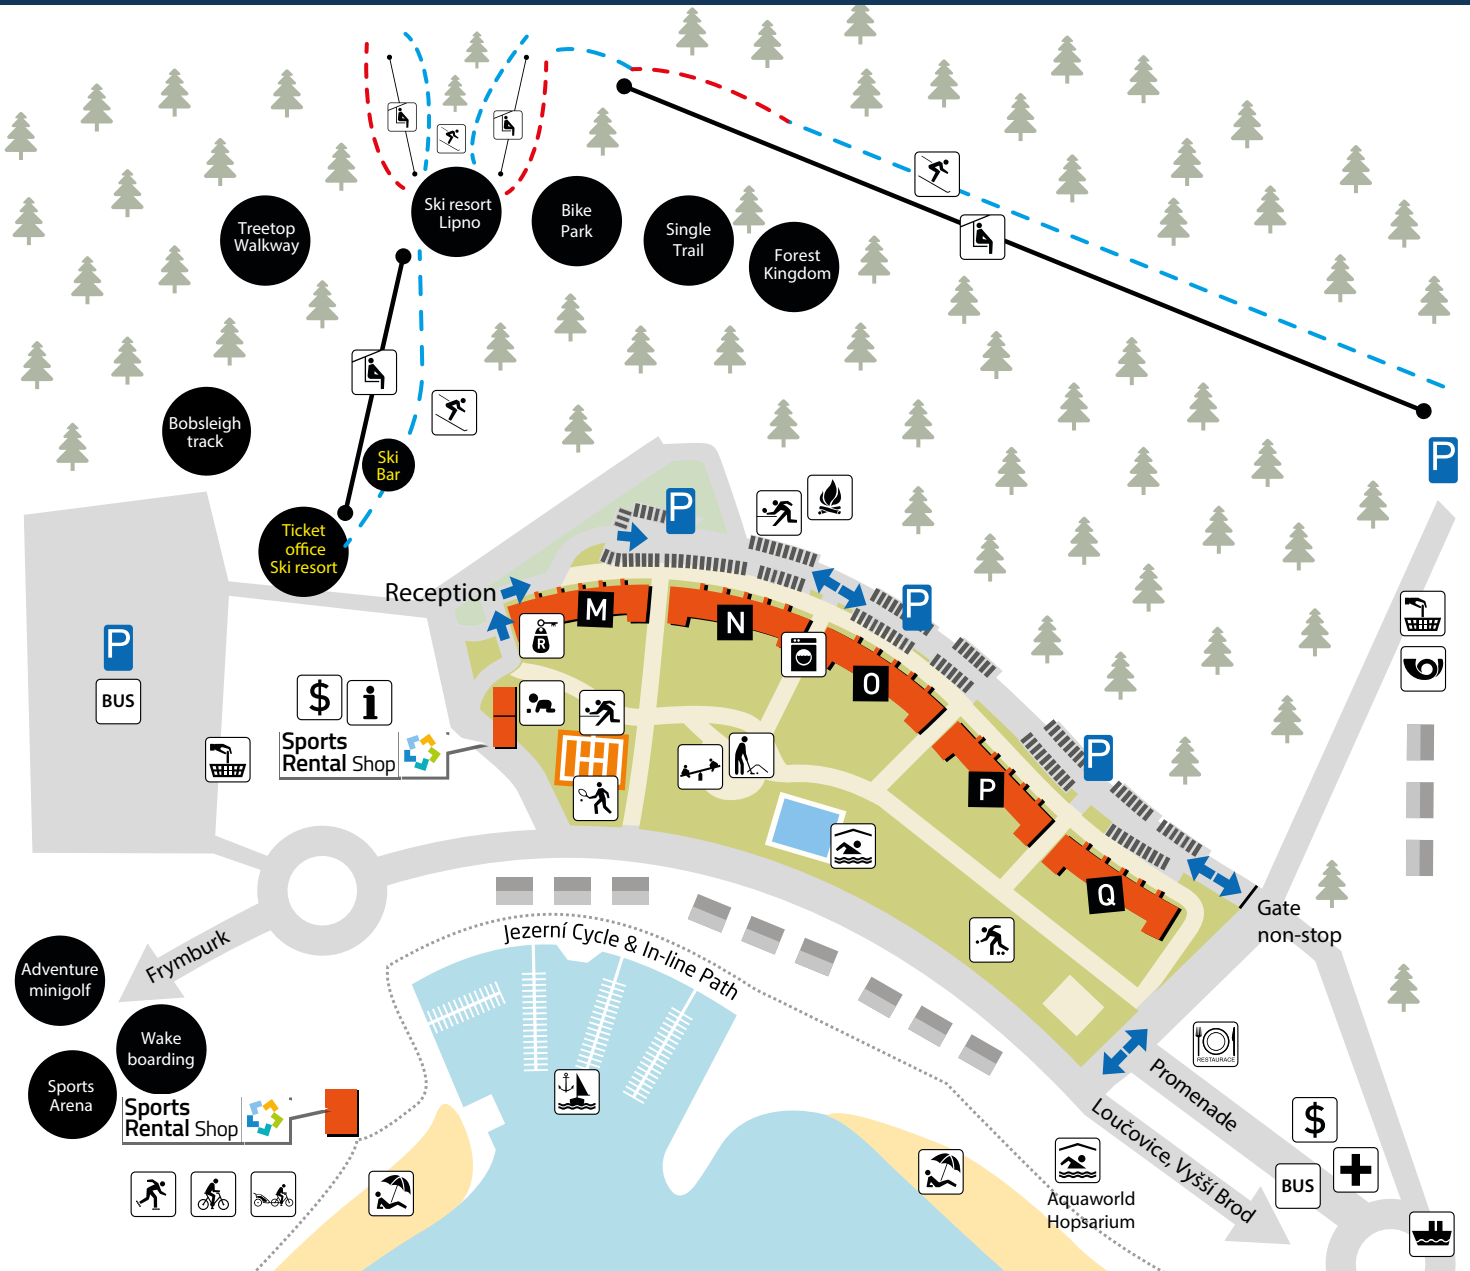 Ski resort
Lipno
Bike
Park
Treetop
Walkway
Single
Trail
Forest
Kingdom
Bobsleigh
track
Ski
Bar
P
Ticket
office
Ski resort
P
Reception
M
N
P
R
P
BUS
$
i
O
Sports
Rental Shop
P
P
Q
Gate
non-stop
Frymburk
Jezerní Cycle & In-line Path
Adventure
minigolf
Wake
boarding
RESTAURACE
Promenade
Sports
Arena
Sports
Rental Shop
Loučovice, Vyšší Brod
$
BUS
Aquaworld
Hopsarium